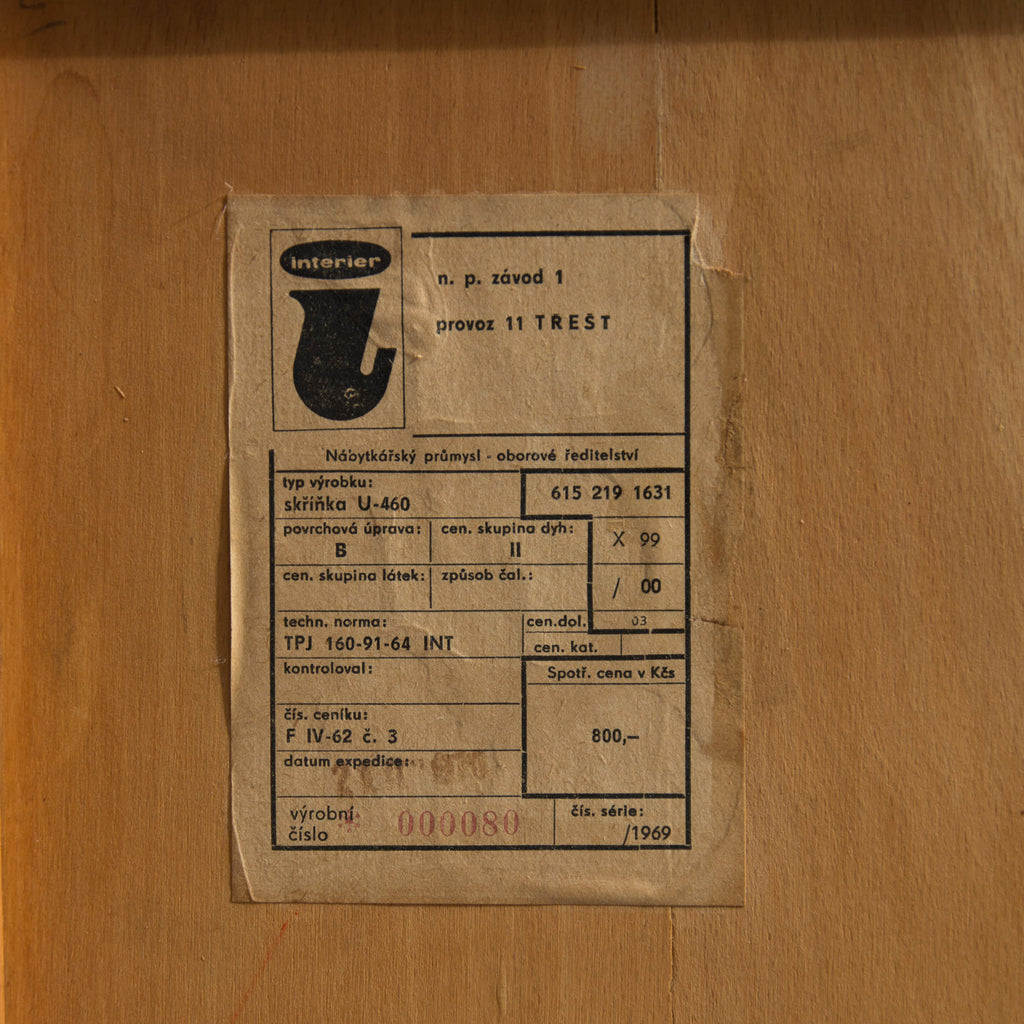 interier
n. p. závod 1
provoz 11 TŘEŠT
Nábytkářský průmysl - oborové ředitelství
typ výrobku:
skříňka U-460
615 219 1631
povrchová úprava:
B
cen. skupina dyh:
II
X 99
cen. skupina látek:
způsob čal.:
/ 00
techn. norma:
TPJ 160-91-64 INT
cen.dol.
03
cen. kat.
kontroloval:
Spotř. cena v Kčs
800,—
čís. ceníku:
F IV-62 č. 3
datum expedice:
výrobní
číslo
* 000080
čís. série:
/1969